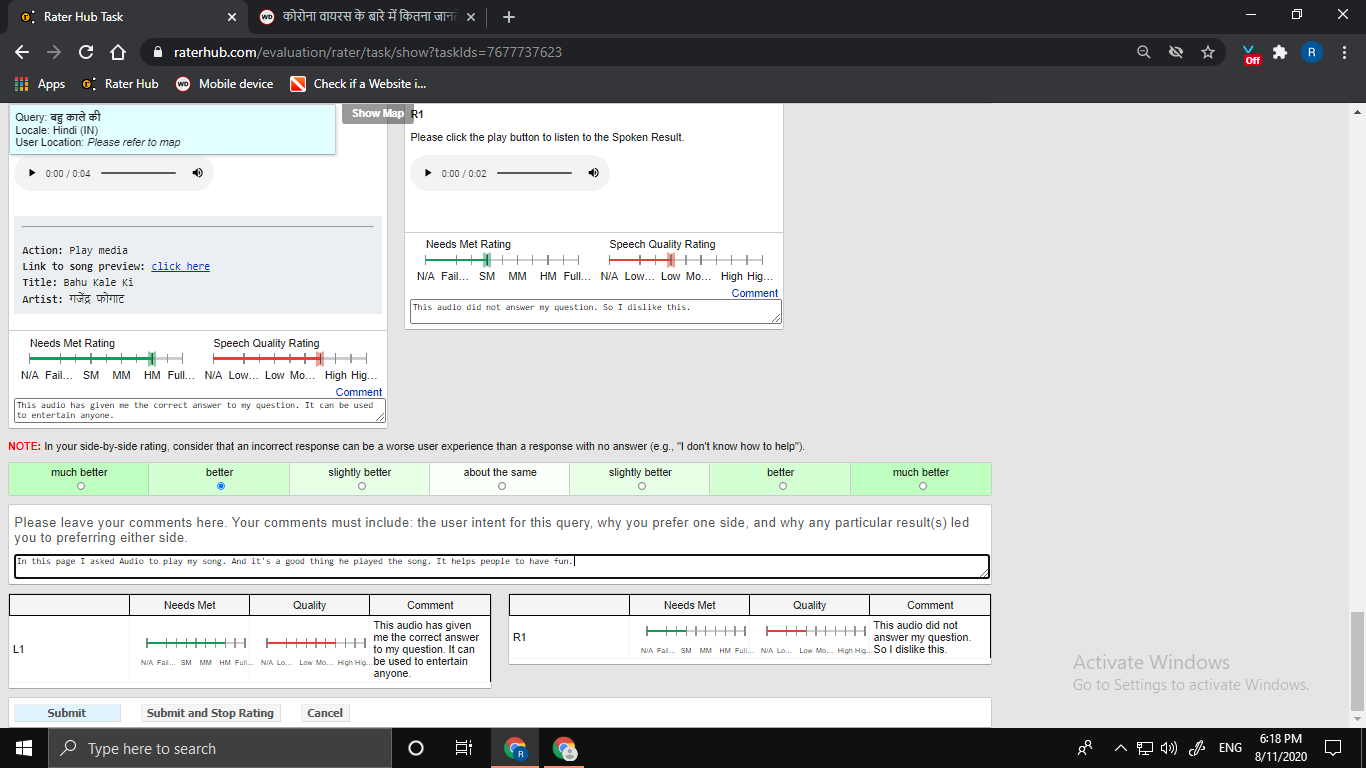 Rater Hub Task
कोरोना वायरस के बारे में कितना
raterhub.com/evaluation/rater/task/show?taskIds=7677737623
Off
R
Apps
Rater Hub
Mobile device
Check if a Website i...
Query: बहु काले की
Locale: Hindi (IN)
User Location: Please refer to map
Show Map
0:00 / 0:04
Action: Play media
Link to song preview: click here
Title: Bahu Kale Ki
Artist: गजेंद्र फोगाट
Needs Met Rating
Speech Quality Rating
N/A Fail... SM MM HM Full...
N/A Low... Low Mo... High Hig...
Comment
This audio has given me the correct answer to my question. It can be used
to entertain anyone.
R1
Please click the play button to listen to the Spoken Result.
0:00 / 0:02
Needs Met Rating
Speech Quality Rating
N/A Fail... SM MM HM Full...
N/A Low... Low Mo... High Hig...
Comment
This audio did not answer my question. So I dislike this.
NOTE: In your side-by-side rating, consider that an incorrect response can be a worse user experience than a response with no answer (e.g., "I don't know how to help").
much better
better
slightly better
about the same
slightly better
better
much better
Please leave your comments here. Your comments must include: the user intent for this query, why you prefer one side, and why any particular result(s) led
you to preferring either side.
In this page I asked Audio to play my song. And it's a good thing he played the song. It helps people to have fun.
Needs Met
Quality
Comment
L1
N/A Fail... SM MM HM Full...
N/A Lo... Low Mo... High Hig...
This audio has given
me the correct answer
to my question. It can
be used to entertain
anyone.
Needs Met
Quality
Comment
R1
N/A Fail... SM MM HM Full...
N/A Lo... Low Mo... High Hig...
This audio did not
answer my question.
So I dislike this.
Submit
Submit and Stop Rating
Cancel
Activate Windows
Go to Settings to activate Windows.
Type here to search
ENG
6:18 PM
8/11/2020